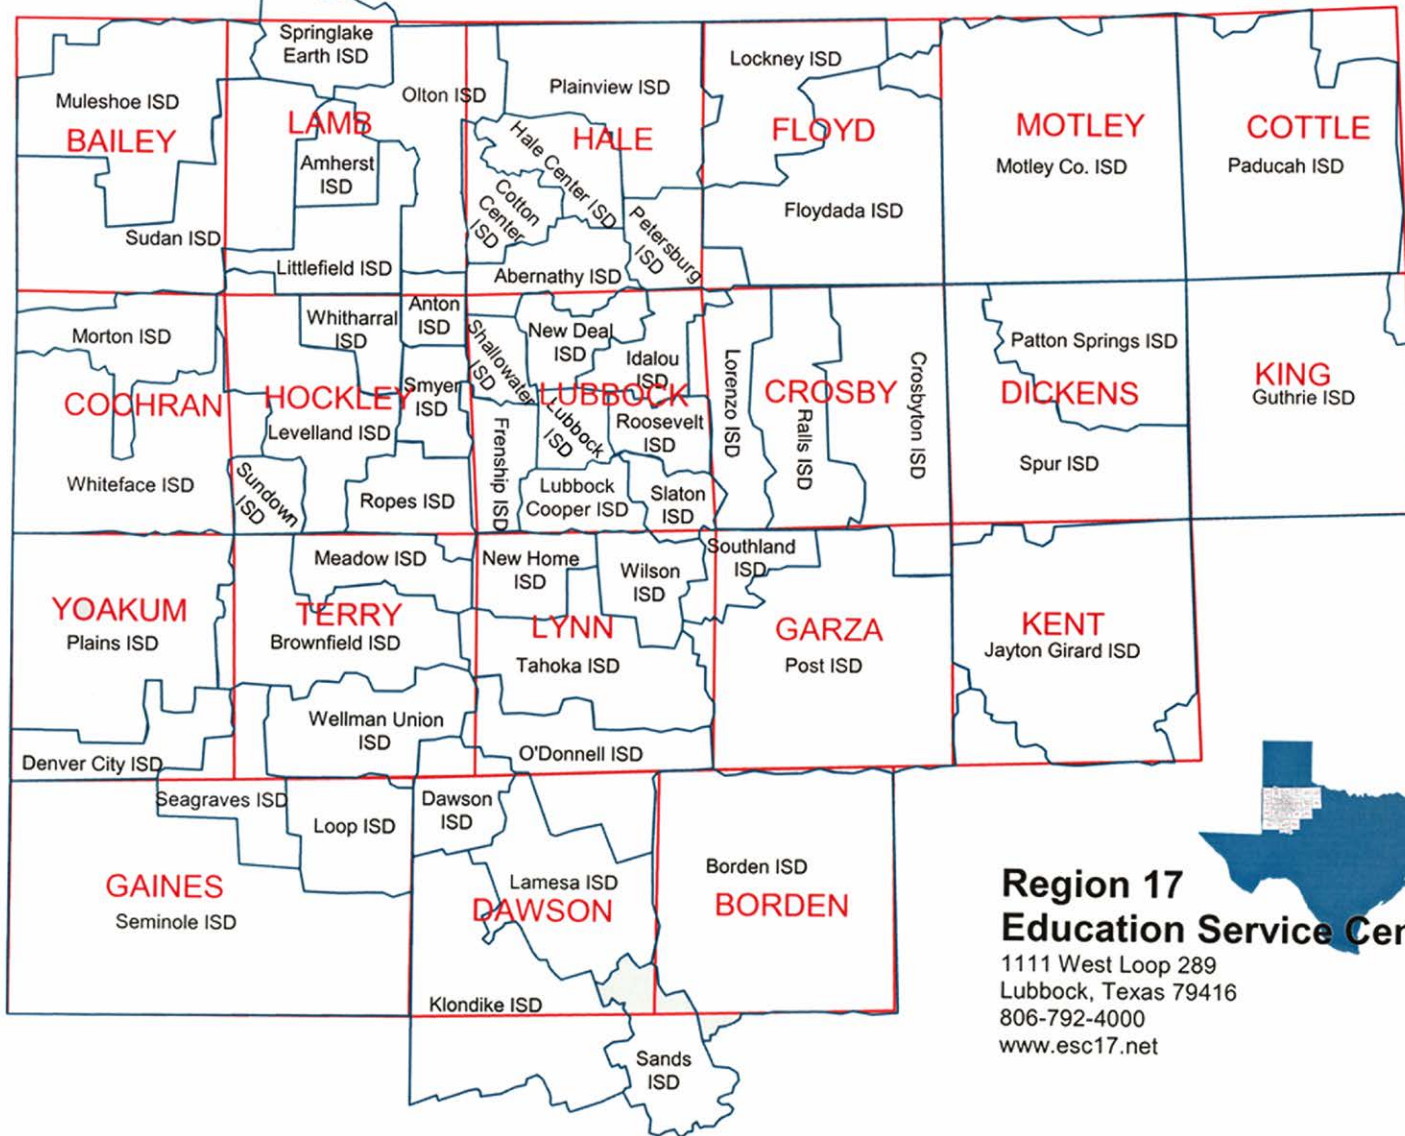 Springlake
Earth ISD
Muleshoe ISD
BAILEY
LAMB
Olton ISD
Plainview ISD
HALE
Lockney ISD
FLOYD
MOTLEY
Motley Co. ISD
COTTLE
Paducah ISD
Amherst
ISD
Hale Center ISD
Cotton
Center
ISD
Petersburg
ISD
Floydada ISD
Sudan ISD
Littlefield ISD
Abernathy ISD
Morton ISD
COCHRAN
Whiteface ISD
Whitharral
ISD
Anton
ISD
HOCKLEY
Smyer
ISD
Levelland ISD
Sundown
ISD
Ropes ISD
Shallowater
ISD
New Deal
ISD
Idalou
ISD
LUBBOCK
Frenship ISD
Lubbock
ISD
Roosevelt
ISD
Lubbock
Cooper ISD
Slaton
ISD
Lorenzo ISD
CROSBY
Ralls ISD
Crosbyton ISD
Patton Springs ISD
DICKENS
Spur ISD
KING
Guthrie ISD
YOAKUM
Plains ISD
Denver City ISD
Meadow ISD
TERRY
Brownfield ISD
Wellman Union
ISD
New Home
ISD
Wilson
ISD
LYNN
Tahoka ISD
O'Donnell ISD
Southland
ISD
GARZA
Post ISD
KENT
Jayton Girard ISD
Seagraves ISD
Loop ISD
GAINES
Seminole ISD
Dawson
ISD
Lamesa ISD
DAWSON
Klondike ISD
Borden ISD
BORDEN
Sands
ISD
Region 17
Education Service Cen
1111 West Loop 289
Lubbock, Texas 79416
806-792-4000
www.esc17.net